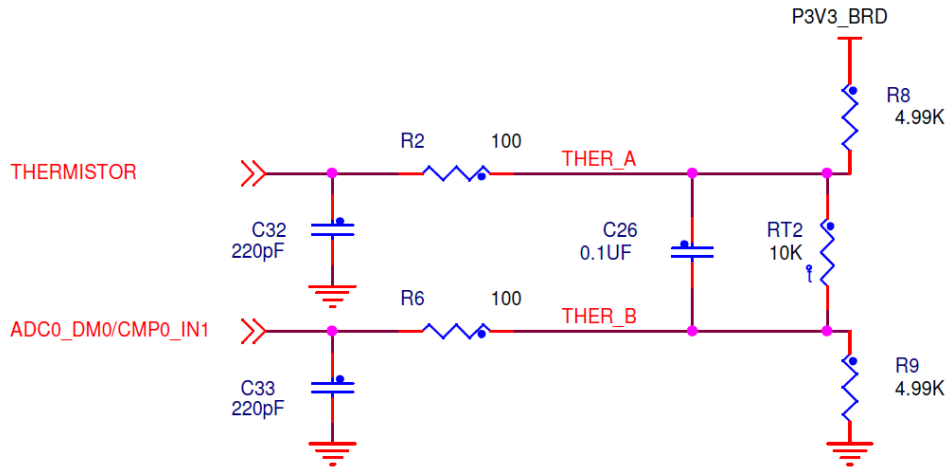 P3V3_BRD
R8
4.99K
R2
100
THERMISTOR
THER_A
C32
220pF
C26
0.1UF
RT2
10K
t
R6
100
ADC0_DM0/CMP0_IN1
THER_B
R9
4.99K
C33
220pF